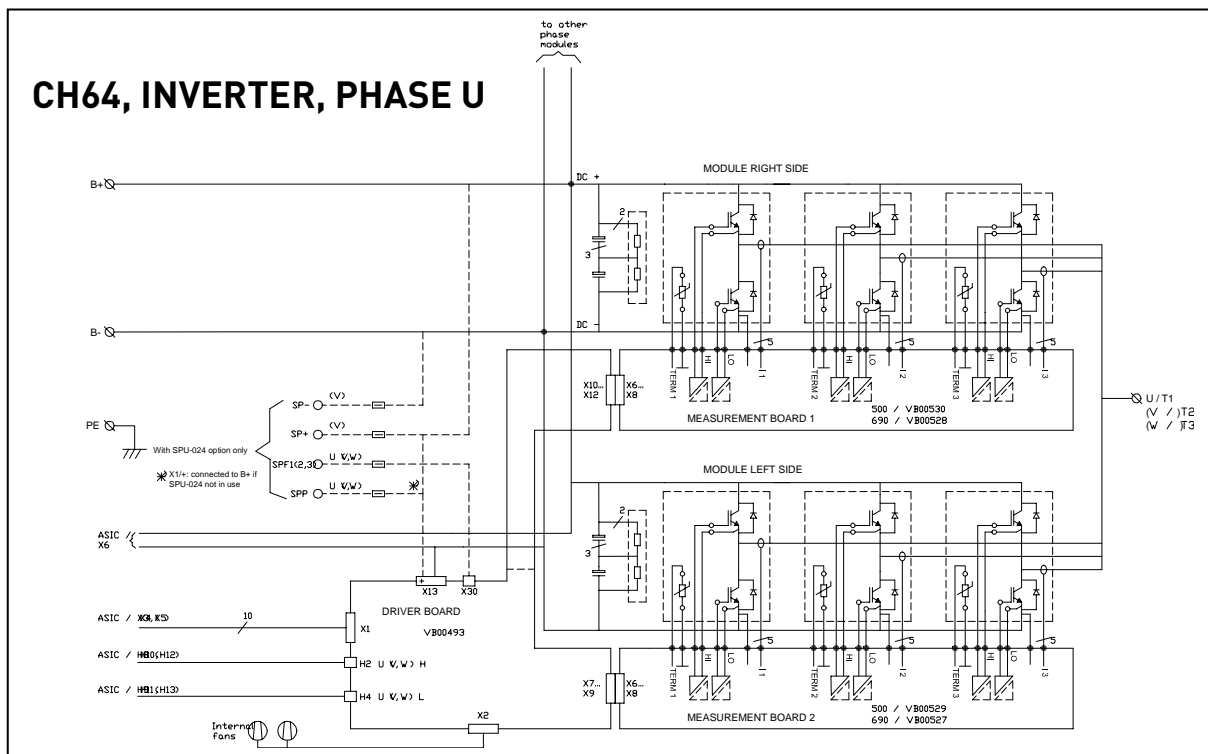 to other
phase
modules
CH64, INVERTER, PHASE U
MODULE RIGHT SIDE
B+
DC +
2
3
B-
DC -
5
5
5
TERM 1
HI
LO
I1
TERM 2
HI
LO
I2
TERM 3
HI
LO
I3
X10...
X12
X6...
X8
MEASUREMENT BOARD 1
500 / VB00530
690 / VB00528
U/T1
(V / )T2
(W / )T3
SP- (V)
PE
SP+ (V)
With SPU-024 option only
SPF1(2,3) U (V,W)
X1/+: connected to B+ if
SPU-024 not in use
SPP U (V,W)
MODULE LEFT SIDE
2
3
ASIC /
X6
+
X13
X30
DRIVER BOARD
VB00493
ASIC /
10
X1
ASIC /
H2 U (V,W) H
ASIC /
H4 U (V,W) L
X2
Internal
fans
5
5
5
TERM 1
HI
LO
I1
TERM 2
HI
LO
I2
TERM 3
HI
LO
I3
X7...
X9
X6...
X8
MEASUREMENT BOARD 2
500 / VB00529
690 / VB00527